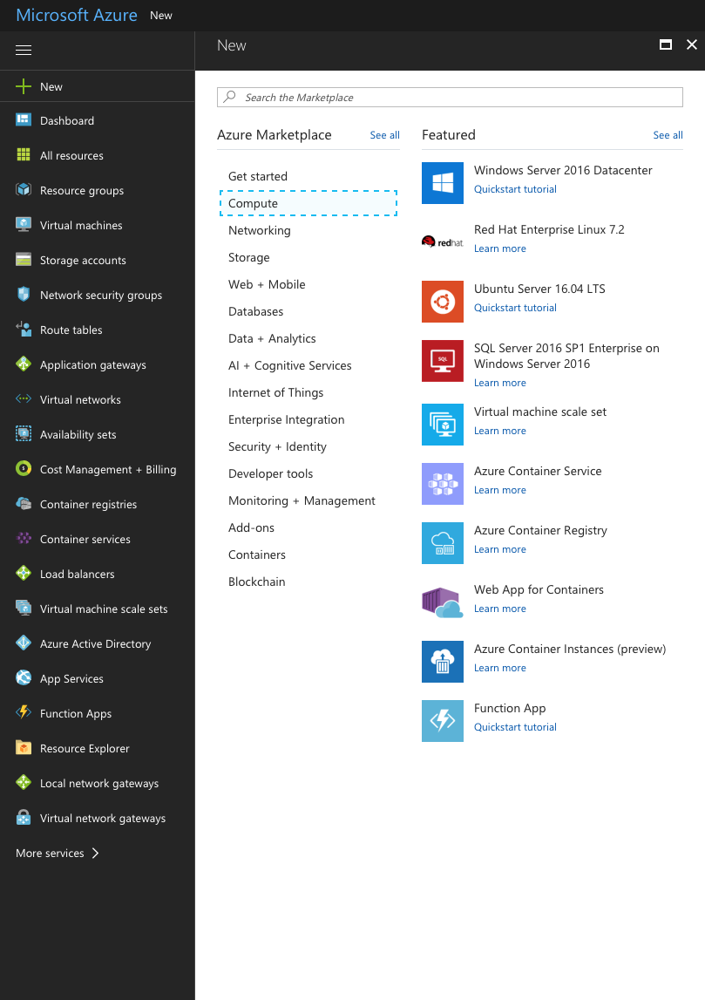 Microsoft Azure New
New
New
Dashboard
All resources
Resource groups
Virtual machines
Storage accounts
Network security groups
Route tables
Application gateways
Virtual networks
Availability sets
Cost Management + Billing
Container registries
Container services
Load balancers
Virtual machine scale sets
Azure Active Directory
App Services
Function Apps
Resource Explorer
Local network gateways
Virtual network gateways
More services
Search the Marketplace
Azure Marketplace See all
Get started
Compute
Networking
Storage
Web + Mobile
Databases
Data + Analytics
AI + Cognitive Services
Internet of Things
Enterprise Integration
Security + Identity
Developer tools
Monitoring + Management
Add-ons
Containers
Blockchain
Featured See all
Windows Server 2016 Datacenter
Quickstart tutorial
redhat.
Red Hat Enterprise Linux 7.2
Learn more
Ubuntu Server 16.04 LTS
Quickstart tutorial
SQL
SQL Server 2016 SP1 Enterprise on
Windows Server 2016
Learn more
Virtual machine scale set
Learn more
Azure Container Service
Learn more
Azure Container Registry
Learn more
Web App for Containers
Learn more
Azure Container Instances (preview)
Learn more
Function App
Quickstart tutorial